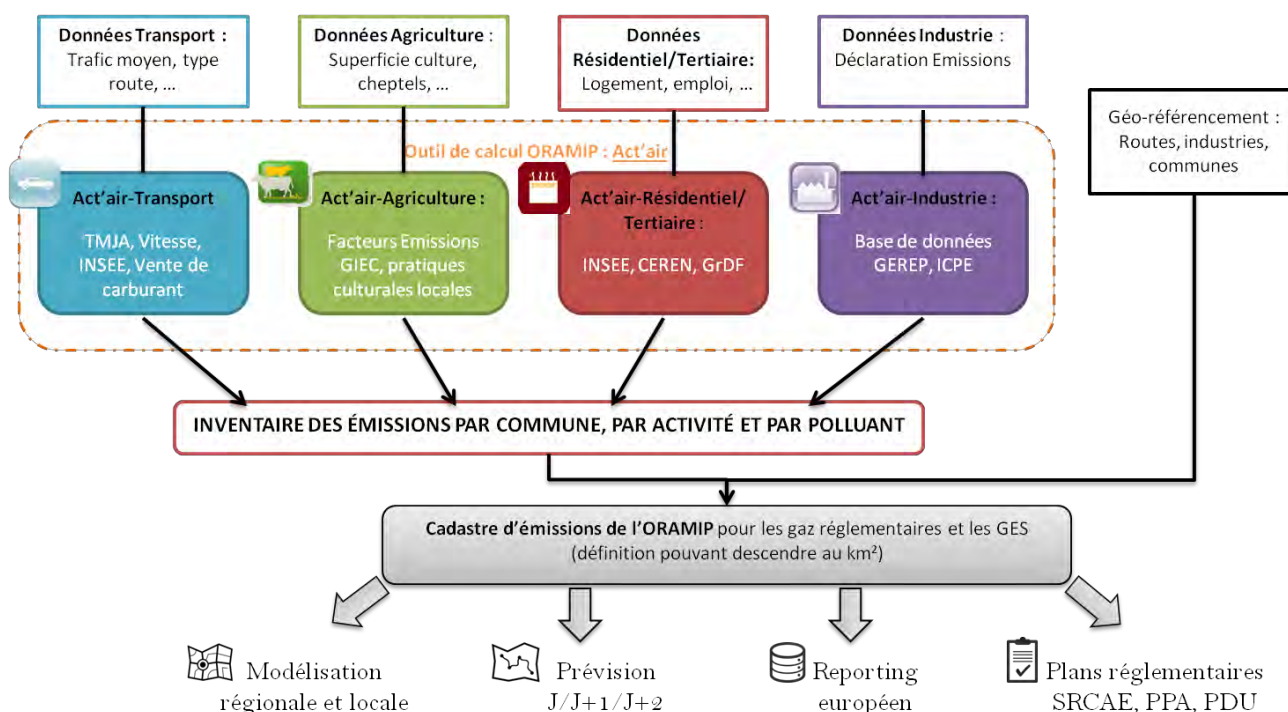 Données Transport :
Trafic moyen, type
route, ...
Données Agriculture :
Superficie culture,
cheptels, ...
Données
Résidentiel/Tertiaire:
Logement, emploi, ...
Données Industrie :
Déclaration Emissions
Géo-référencement :
Routes, industries,
communes
Outil de calcul ORAMIP : Act'air
Act'air-Transport
TMJA, Vitesse,
INSEE, Vente de
carburant
Act'air-Agriculture :
Facteurs Emissions
GIEC, pratiques
culturales locales
Act'air-Résidentiel/
Tertiaire :
INSEE, CEREN, GrDF
Act'air-Industrie :
Base de données
GEREP, ICPE
INVENTAIRE DES ÉMISSIONS PAR COMMUNE, PAR ACTIVITÉ ET PAR POLLUANT
Cadastre d'émissions de l'ORAMIP pour les gaz réglementaires et les GES
(définition pouvant descendre au km²)
Modélisation
régionale et locale
Prévision
J/J+1/J+2
Reporting
européen
Plans réglementaires
SRCAE, PPA, PDU